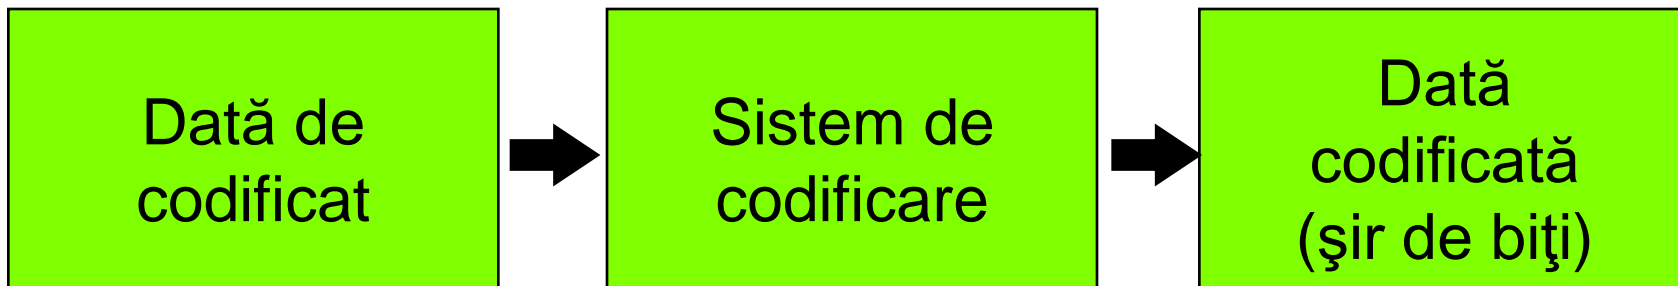 Dată de
codificat
Sistem de
codificare
Dată
codificată
(şir de biţi)